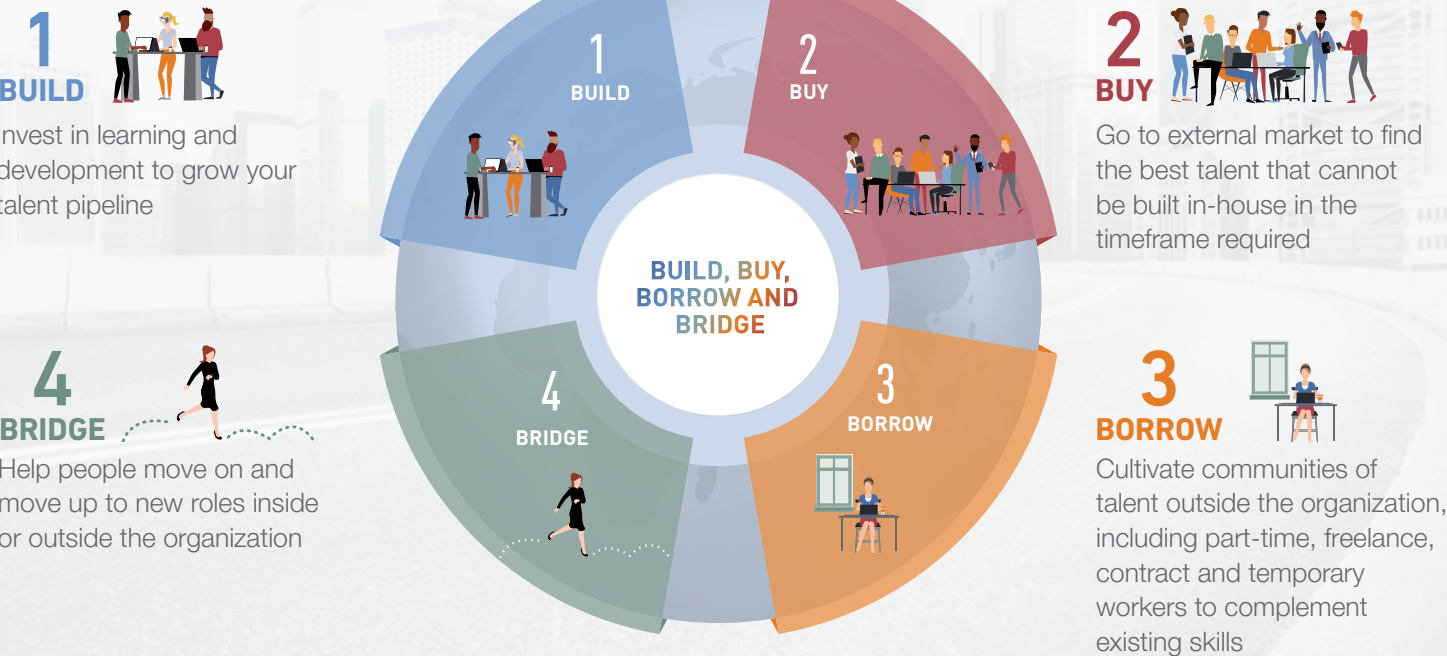 1
BUILD
Invest in learning and
development to grow your
talent pipeline
1
BUILD
2
BUY
2
BUY
Go to external market to find
the best talent that cannot
be built in-house in the
timeframe required
BUILD, BUY,
BORROW AND
BRIDGE
4
BRIDGE
Help people move on and
move up to new roles inside
or outside the organization
4
BRIDGE
3
BORROW
3
BORROW
Cultivate communities of
talent outside the organization,
including part-time, freelance,
contract and temporary
workers to complement
existing skills